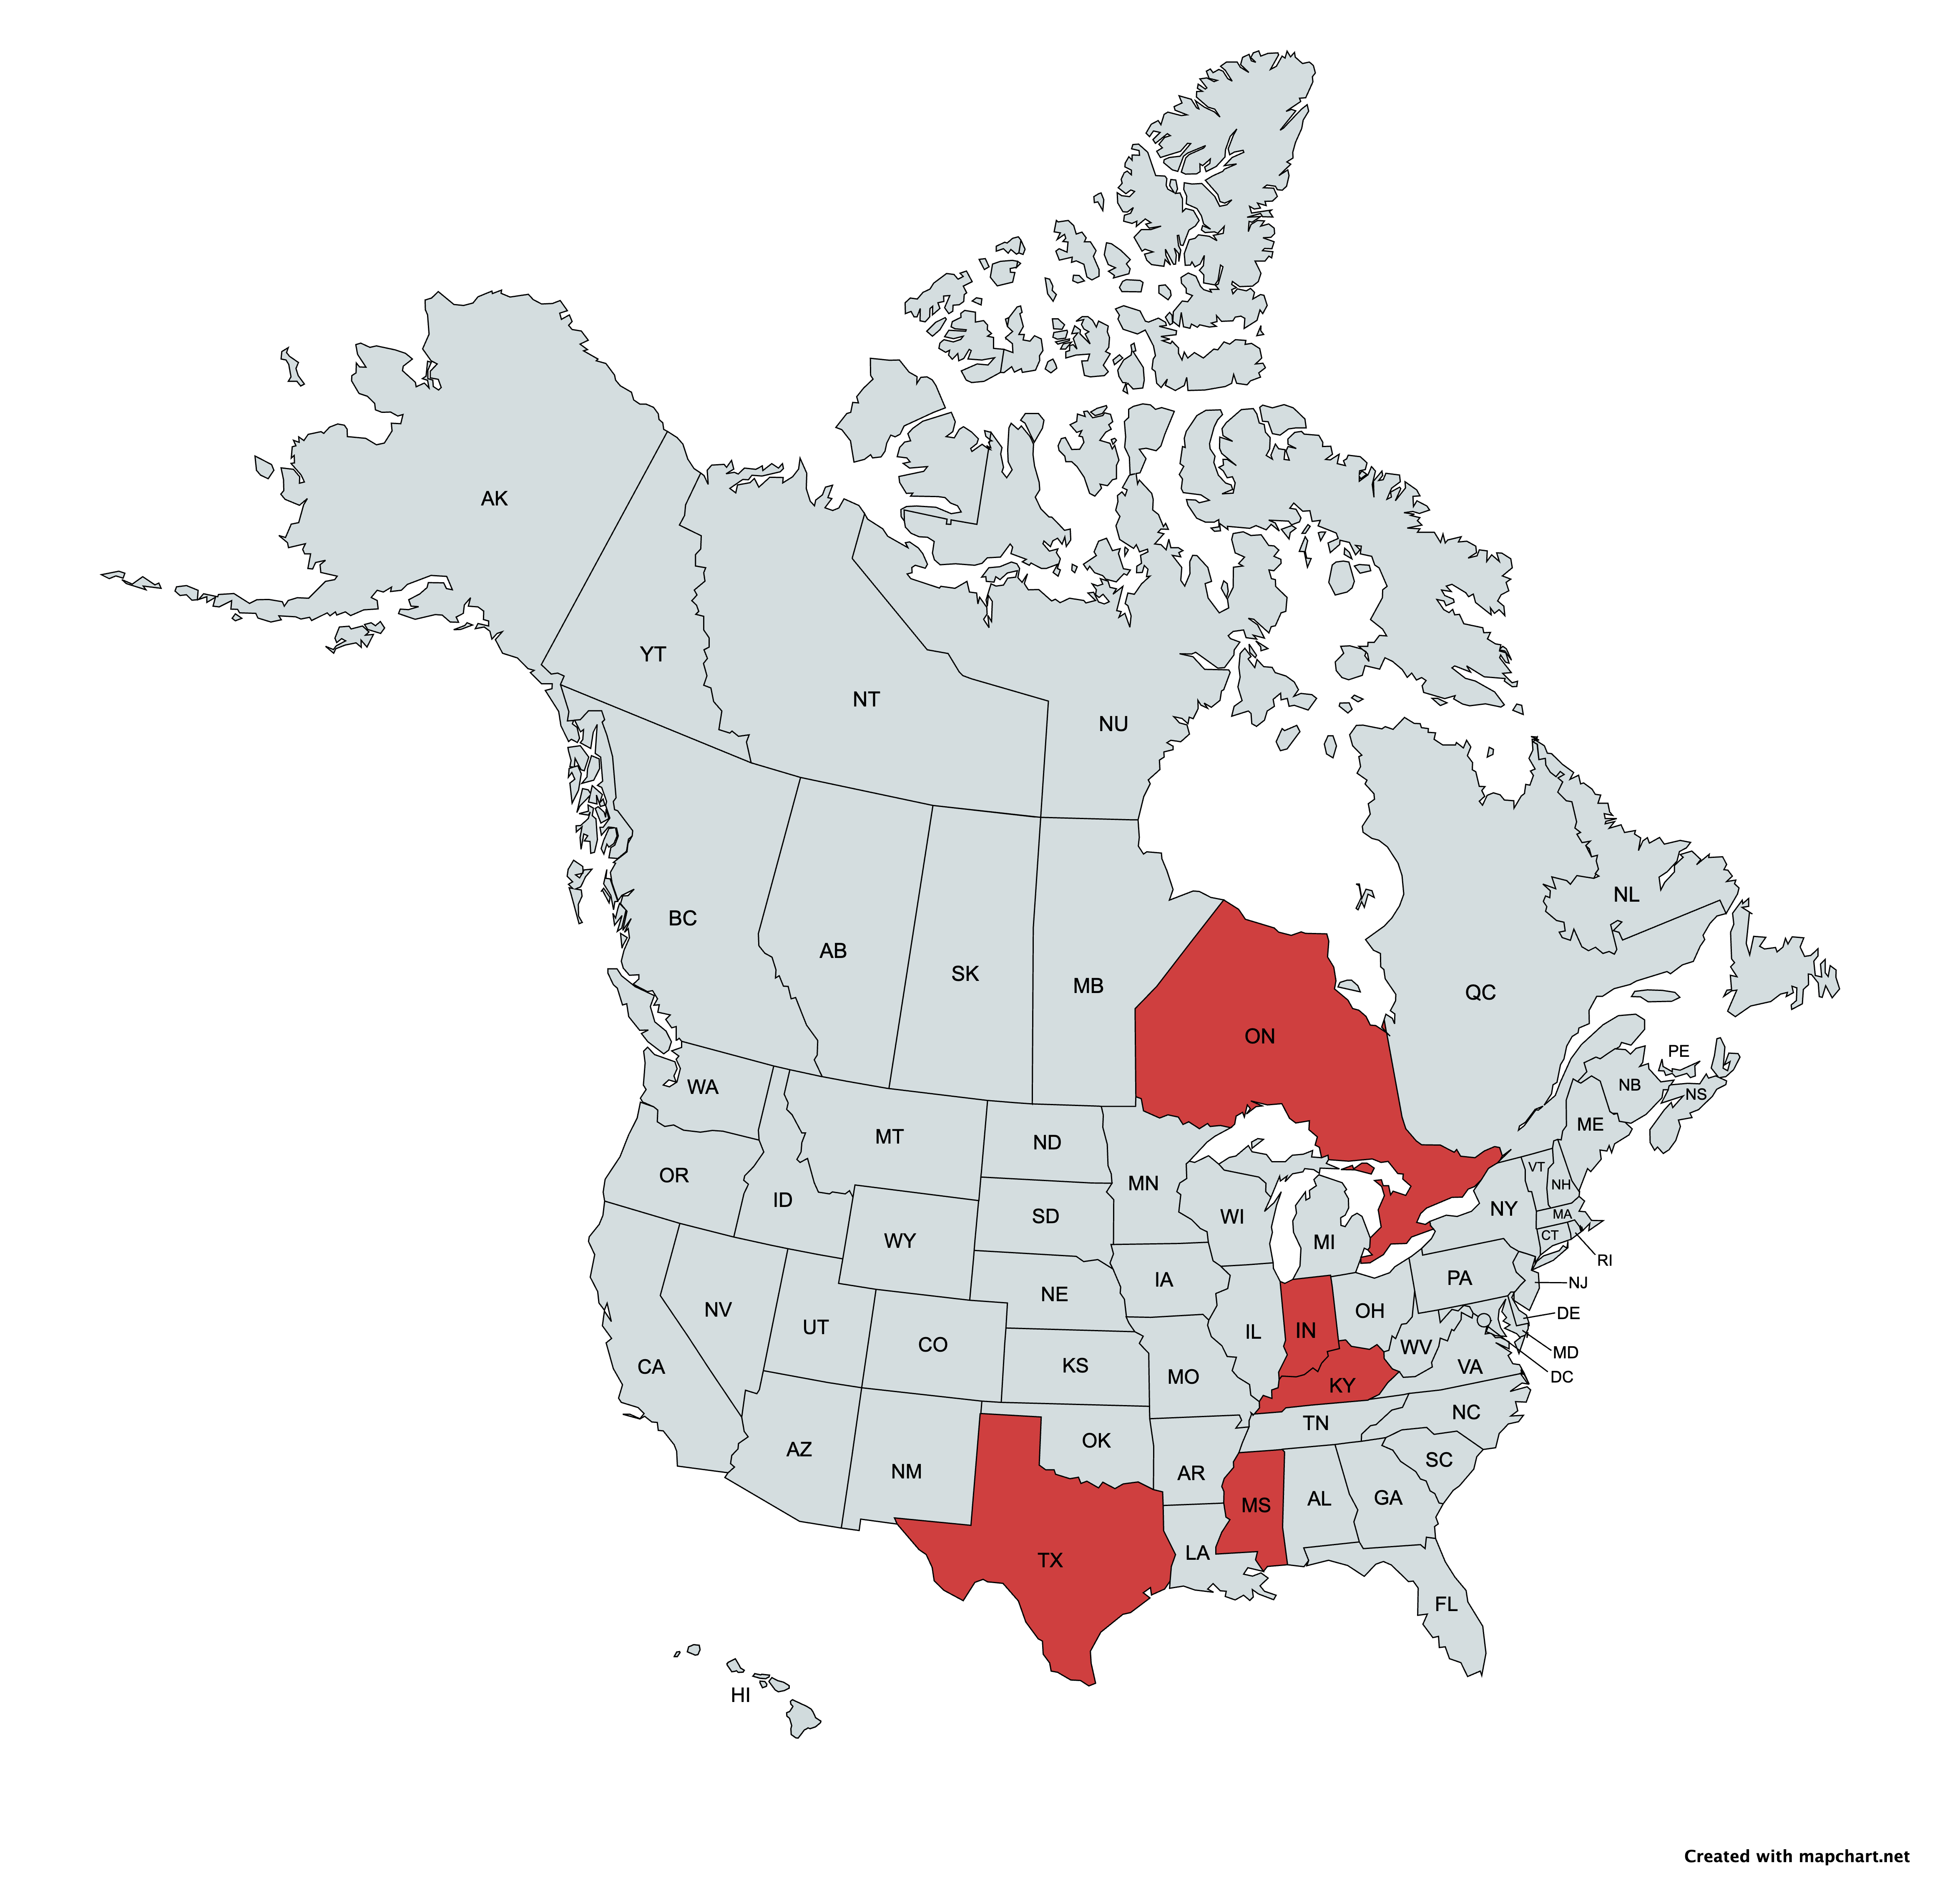 AK
YT
NT
NU
BC
AB
SK
MB
ON
QC
NL
PE
NB
NS
ME
WA
MT
ND
MN
OR
ID
SD
WI
MI
NY
VT
NH
MA
CT
RI
WY
NE
IA
PA
NJ
NV
UT
CO
KS
IL
IN
OH
DE
MD
DC
WV
VA
CA
MO
KY
AZ
NM
OK
AR
TN
NC
SC
TX
LA
MS
AL
GA
FL
HI
Created with mapchart.net